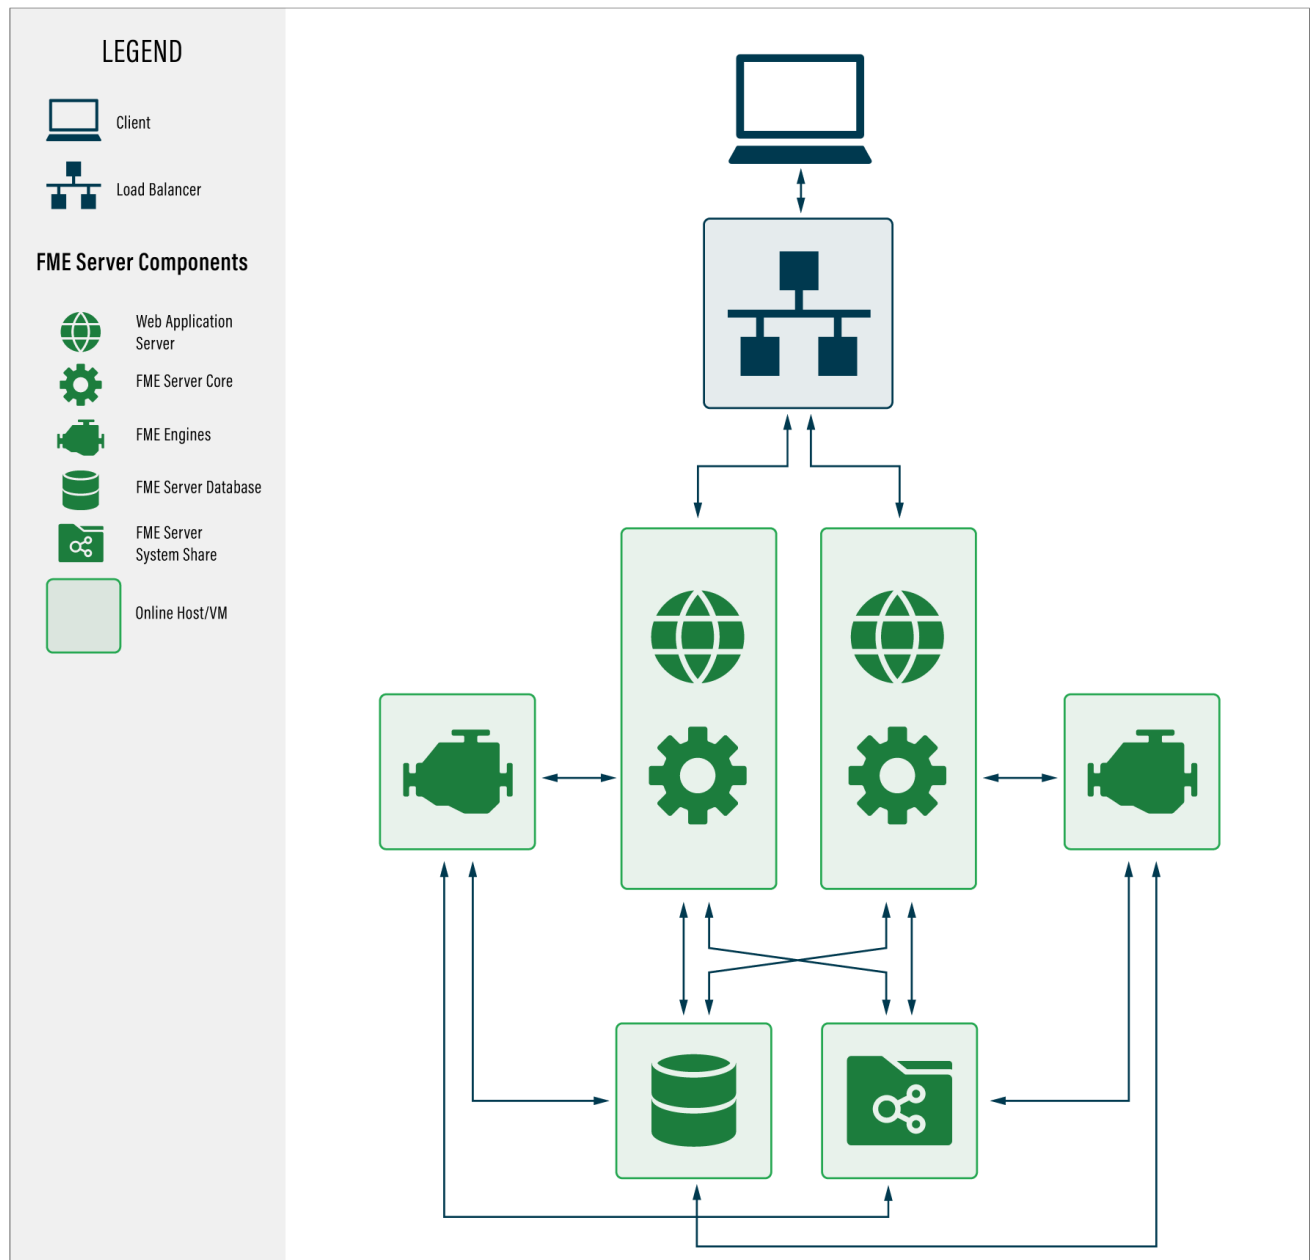 LEGEND
Client
Load Balancer
FME Server Components
Web Application
Server
FME Server Core
FME Engines
FME Server Database
FME Server
System Share
Online Host/VM